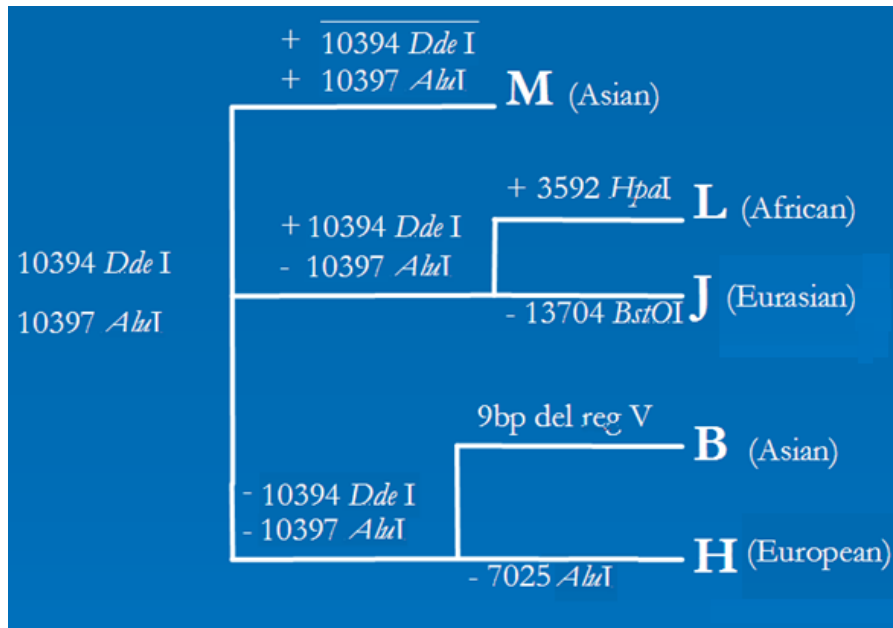 + 10394 Dde I
+ 10397 AluI
M (Asian)
+ 3592 HpaI
L (African)
+ 10394 Dde I
- 10397 AluI
10394 Dde I
10397 AluI
- 13704 BstOI
J (Eurasian)
9bp del reg V
B (Asian)
- 10394 Dde I
- 10397 AluI
- 7025 AluI
H (European)